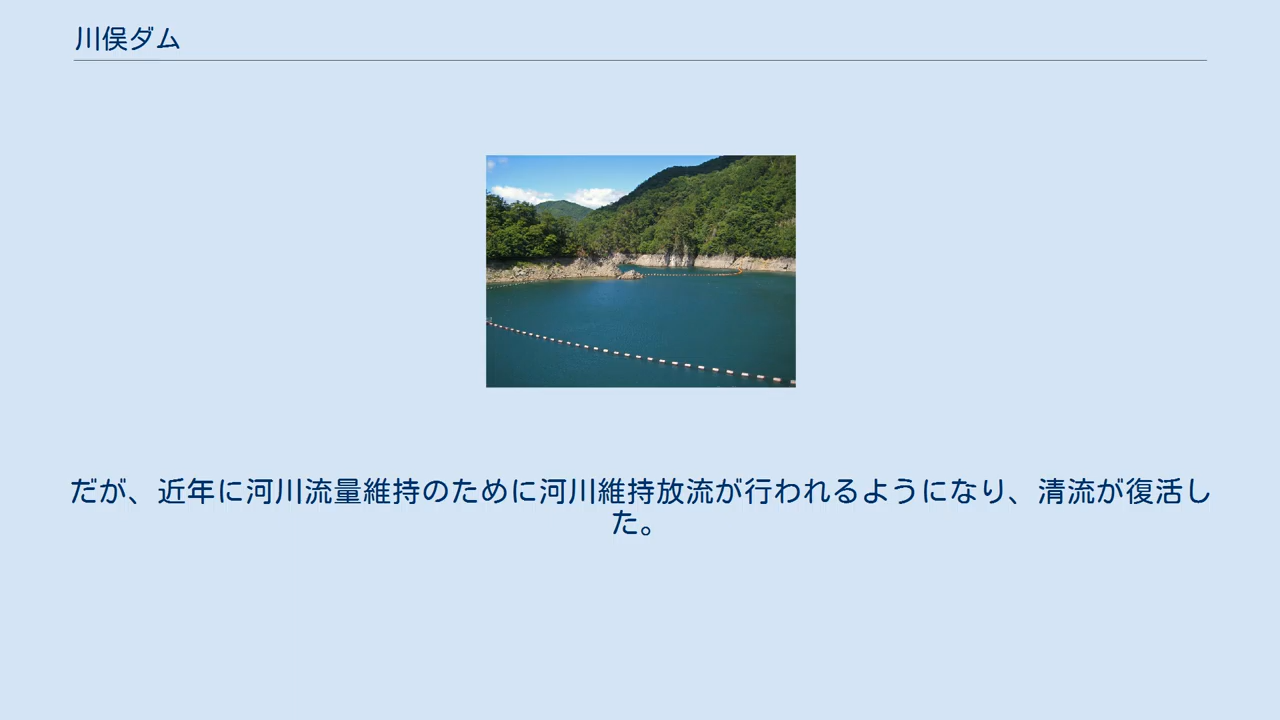 川俣ダム
だが、近年に河川流量維持のために河川維持放流が行われるようになり、清流が復活し
た。